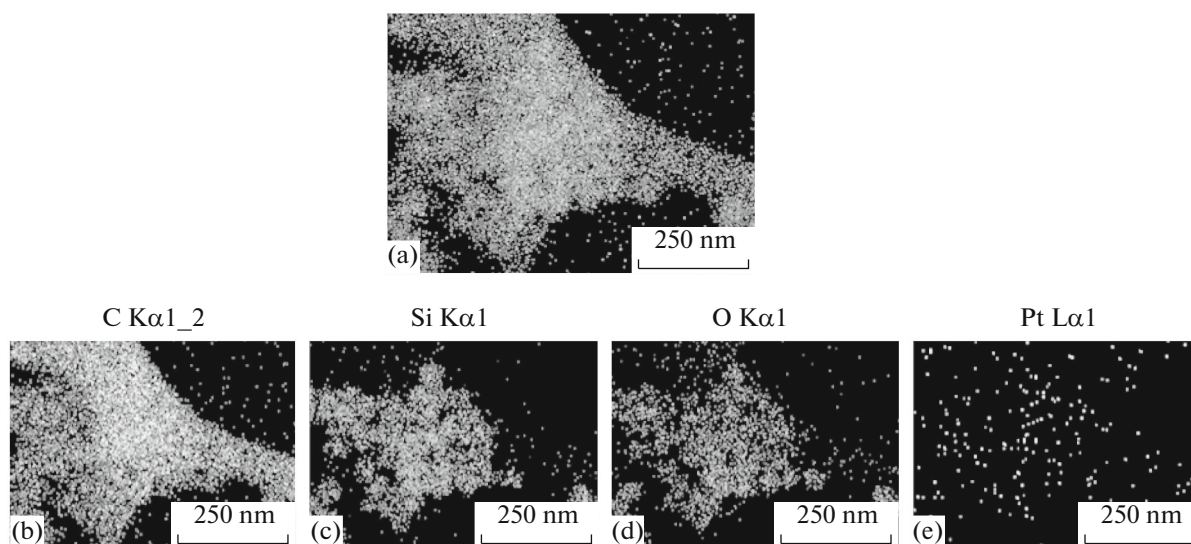 (a)
250 nm
C Kα1_2
Si Kα1
O Kα1
Pt Lα1
(b)
250 nm
(c)
250 nm
(d)
250 nm
(e)
250 nm